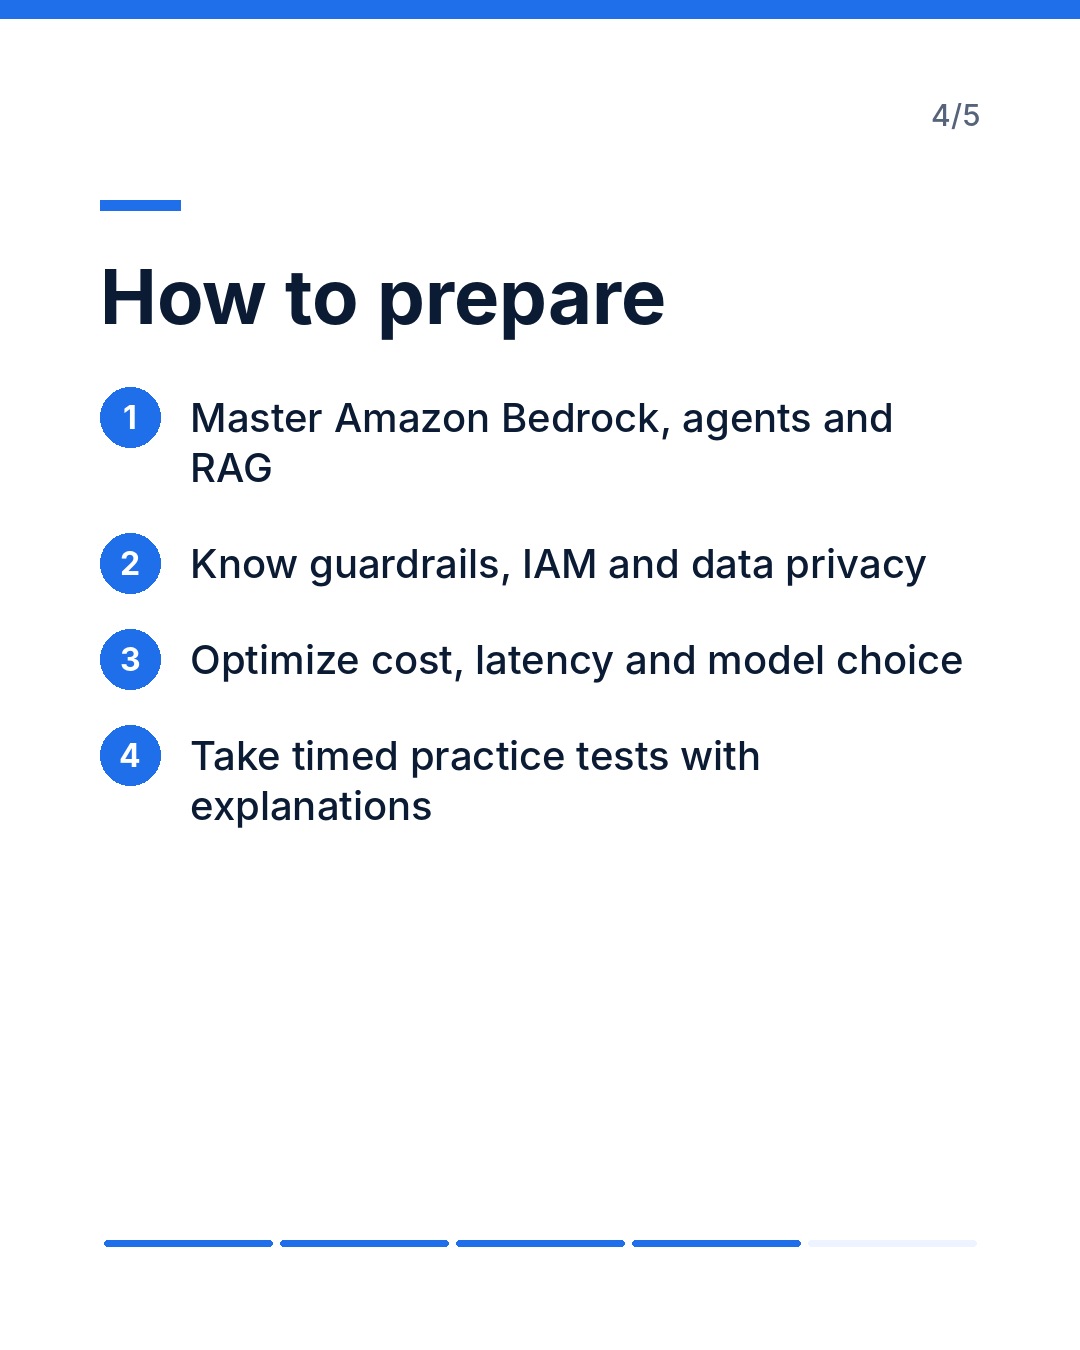 4/5
How to prepare
1 Master Amazon Bedrock, agents and
RAG
2 Know guardrails, IAM and data privacy
3 Optimize cost, latency and model choice
4 Take timed practice tests with
explanations